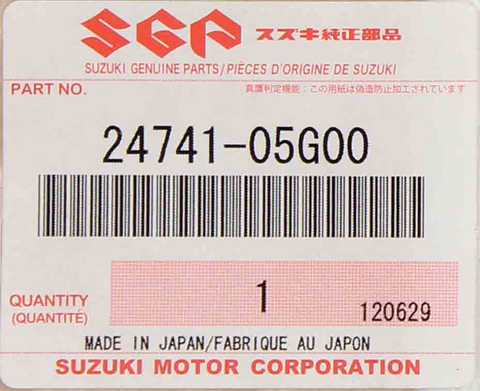 SGP スズキ純正部品
SUZUKI GENUINE PARTS/PIÈCES D'ORIGINE DE SUZUKI
PART NO. 真贋判定機能:この用紙は偽造防止加工されています
24741-05G00
QUANTITY 1 120629
(QUANTITÉ)
MADE IN JAPAN/FABRIQUE AU JAPON
SUZUKI MOTOR CORPORATION